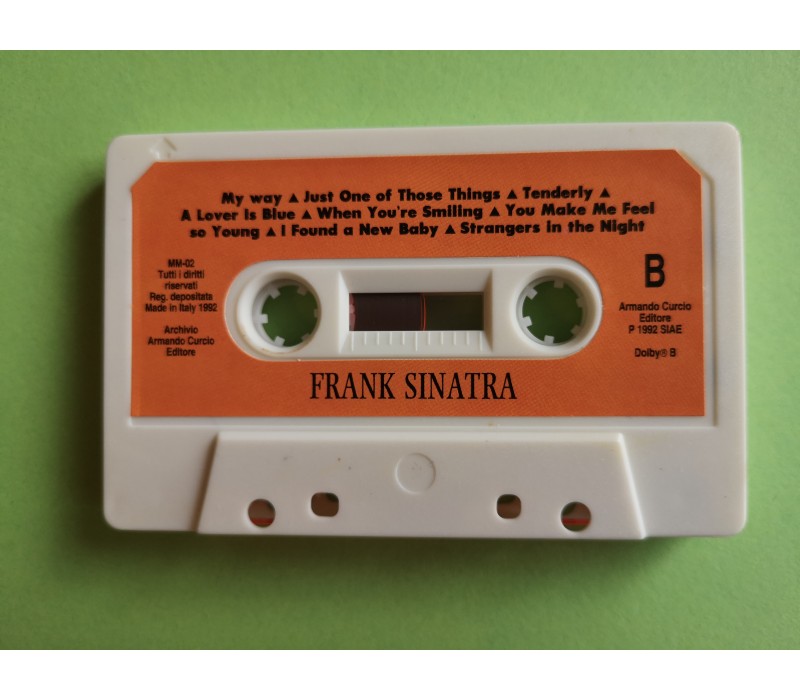 My way ▲ Just One of Those Things ▲ Tenderly ▲
A Lover is Blue ▲ When You're Smiling ▲ You Make Me Feel
so Young ▲ I Found a New Baby ▲ Strangers in the Night
MM-02
Tutti i diritti
riservati
Reg. depositata
Made in Italy 1992
Archivio
Armando Curcio
Editore
B
Armando Curcio
Editore
P 1992 SIAE
Dolby® B
FRANK SINATRA